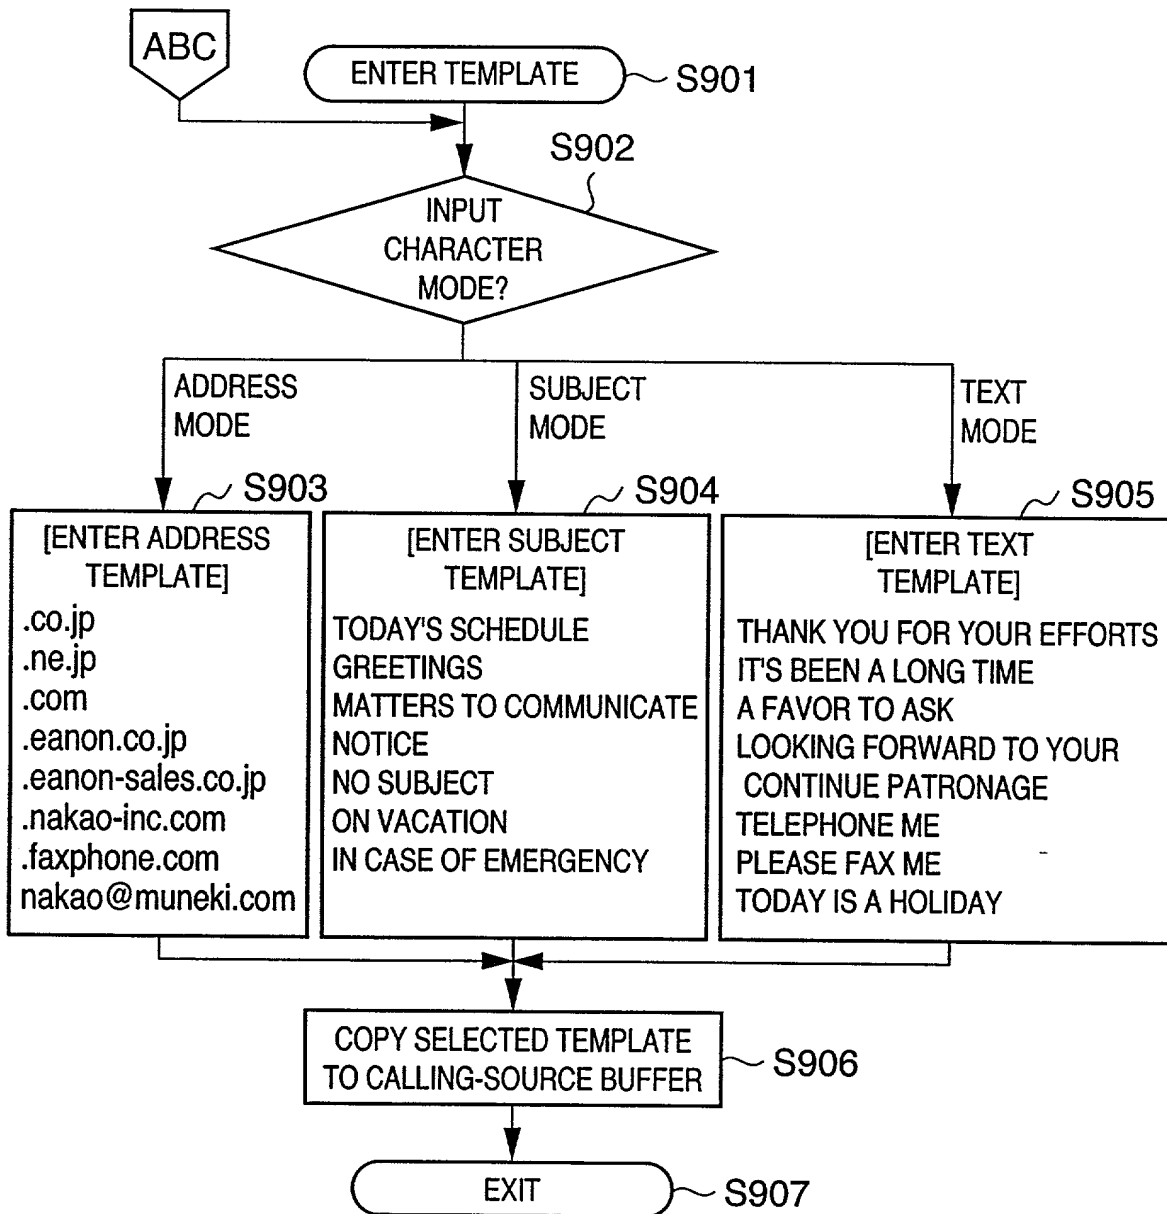 ABC
ENTER TEMPLATE
S901
S902
INPUT
CHARACTER
MODE?
ADDRESS
MODE
SUBJECT
MODE
TEXT
MODE
S903
[ENTER ADDRESS
TEMPLATE]
.co.jp
.ne.jp
.com
.eanon.co.jp
.eanon-sales.co.jp
.nakao-inc.com
.faxphone.com
nakao@muneki.com
S904
[ENTER SUBJECT
TEMPLATE]
TODAY'S SCHEDULE
GREETINGS
MATTERS TO COMMUNICATE
NOTICE
NO SUBJECT
ON VACATION
IN CASE OF EMERGENCY
S905
[ENTER TEXT
TEMPLATE]
THANK YOU FOR YOUR EFFORTS
IT'S BEEN A LONG TIME
A FAVOR TO ASK
LOOKING FORWARD TO YOUR
CONTINUE PATRONAGE
TELEPHONE ME
PLEASE FAX ME
TODAY IS A HOLIDAY
COPY SELECTED TEMPLATE
TO CALLING-SOURCE BUFFER
S906
EXIT
S907